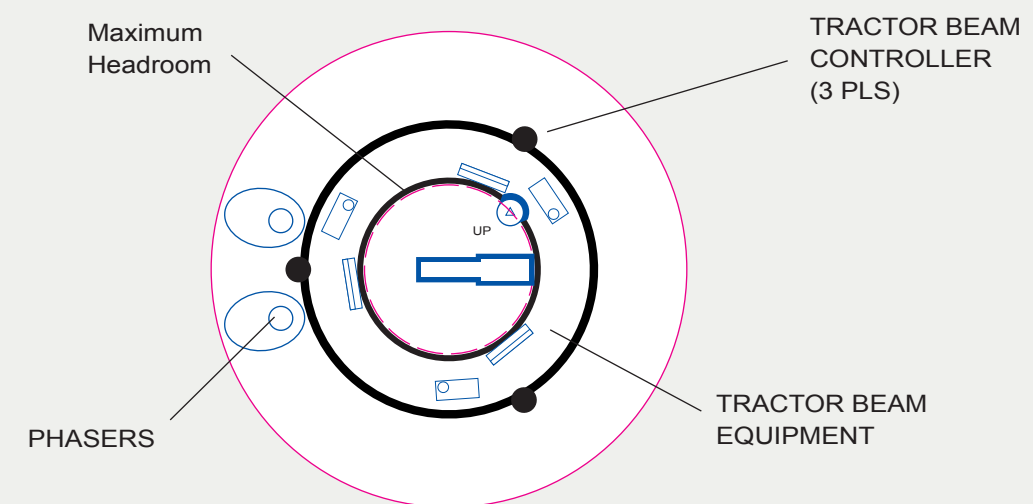 Maximum
Headroom
TRACTOR BEAM
CONTROLLER
(3 PLS)
UP
PHASERS
TRACTOR BEAM
EQUIPMENT